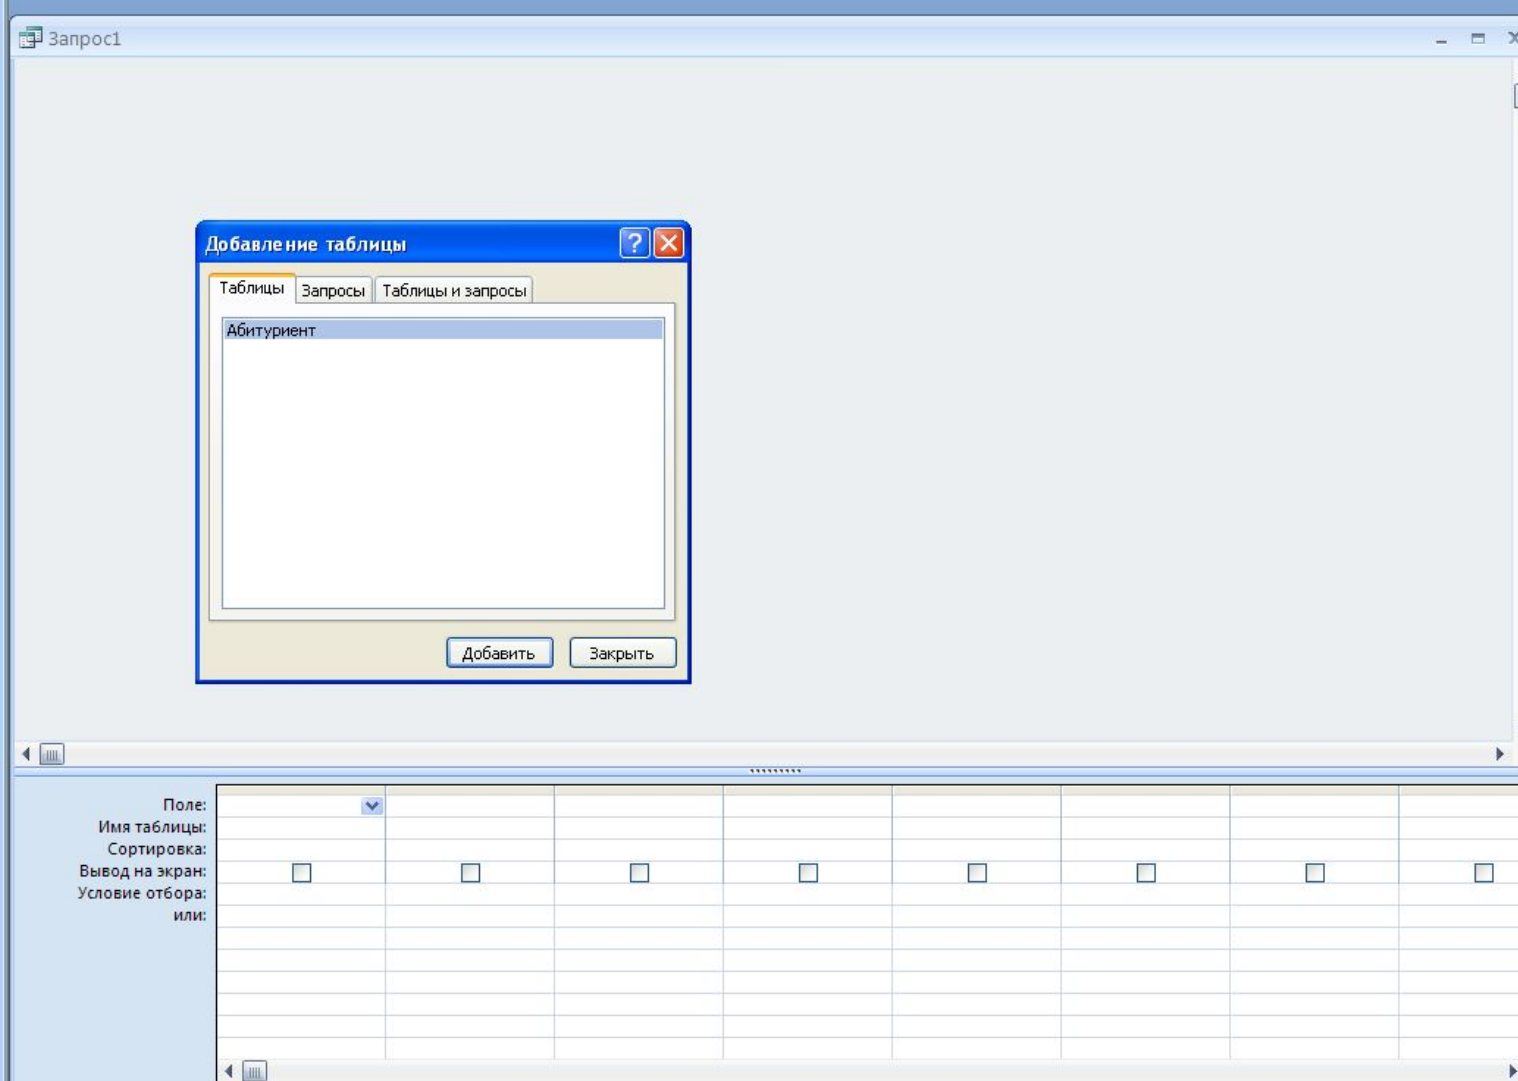 Запрос1
Добавление таблицы
Таблицы Запросы Таблицы и запросы
Абитуриент
Добавить Закрыть
Поле:
Имя таблицы:
Сортировка:
Вывод на экран:
Условие отбора:
или: